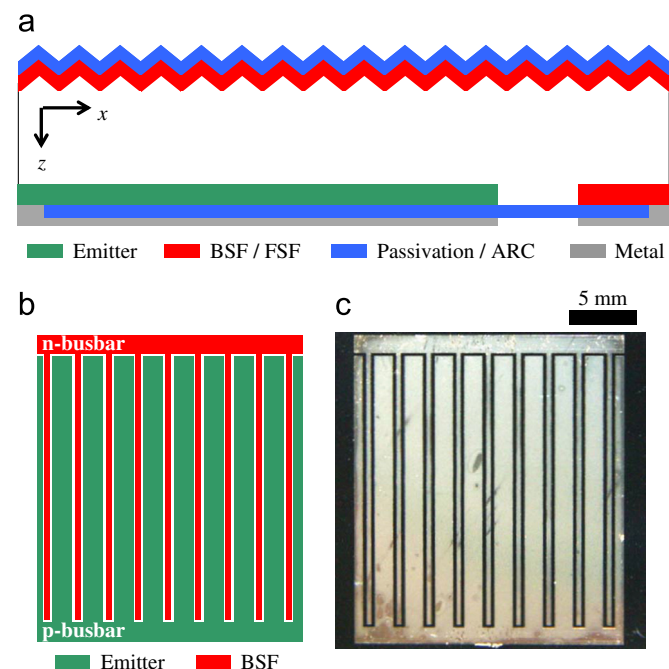 a
x
z
Emitter
BSF / FSF
Passivation / ARC
Metal
b
n-busbar
p-busbar
Emitter
BSF
c
5 mm